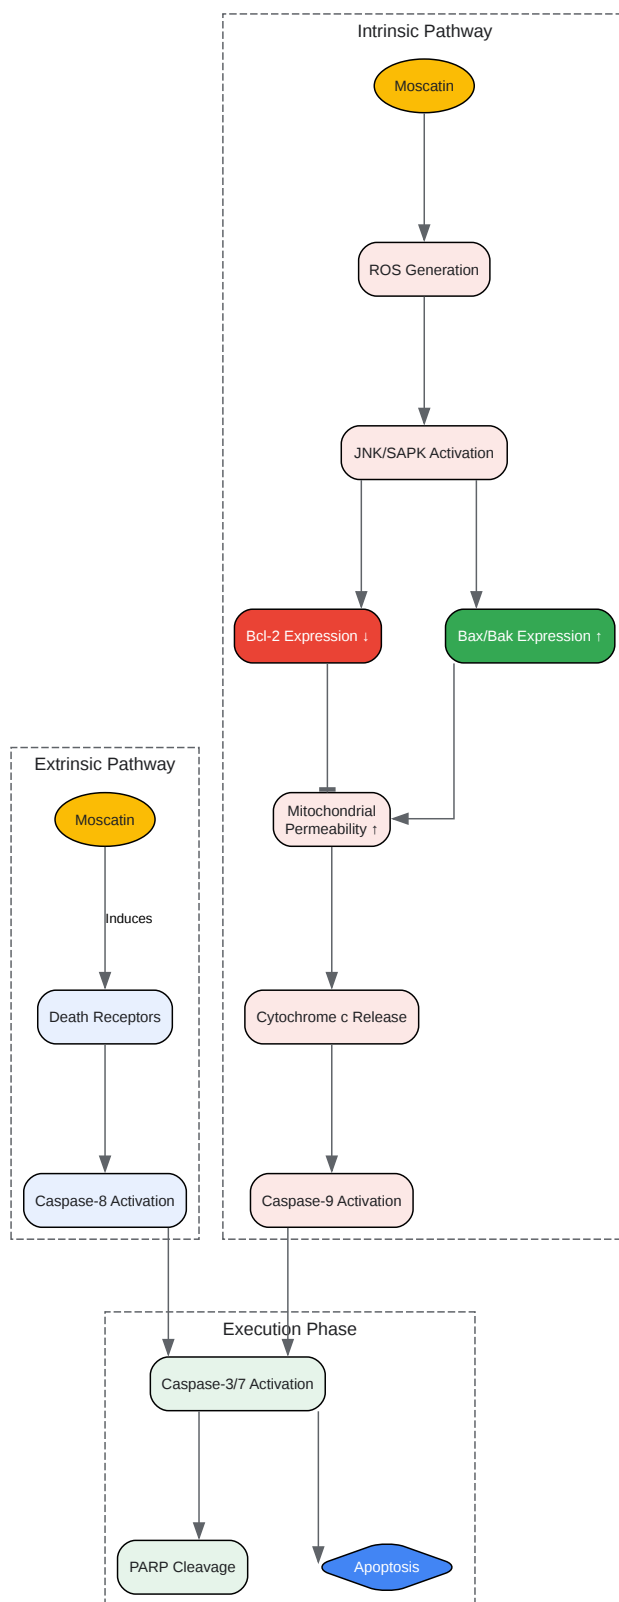 Intrinsic Pathway
Moscatin
ROS Generation
JNK/SAPK Activation
Bcl-2 Expression ↓
Bax/Bak Expression ↑
Extrinsic Pathway
Moscatin
Mitochondrial
Permeability ↑
Induces
Death Receptors
Cytochrome c Release
Caspase-8 Activation
Caspase-9 Activation
Execution Phase
Caspase-3/7 Activation
PARP Cleavage
Apoptosis